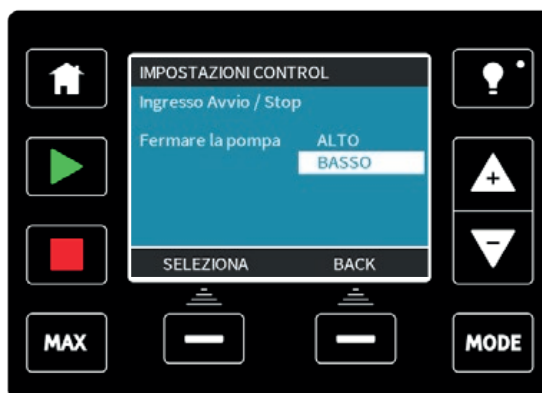 IMPOSTAZIONI CONTROL
Ingresso Avvio / Stop
Fermare la pompa ALTO
BASSO
SELEZIONA BACK
MAX
MODE